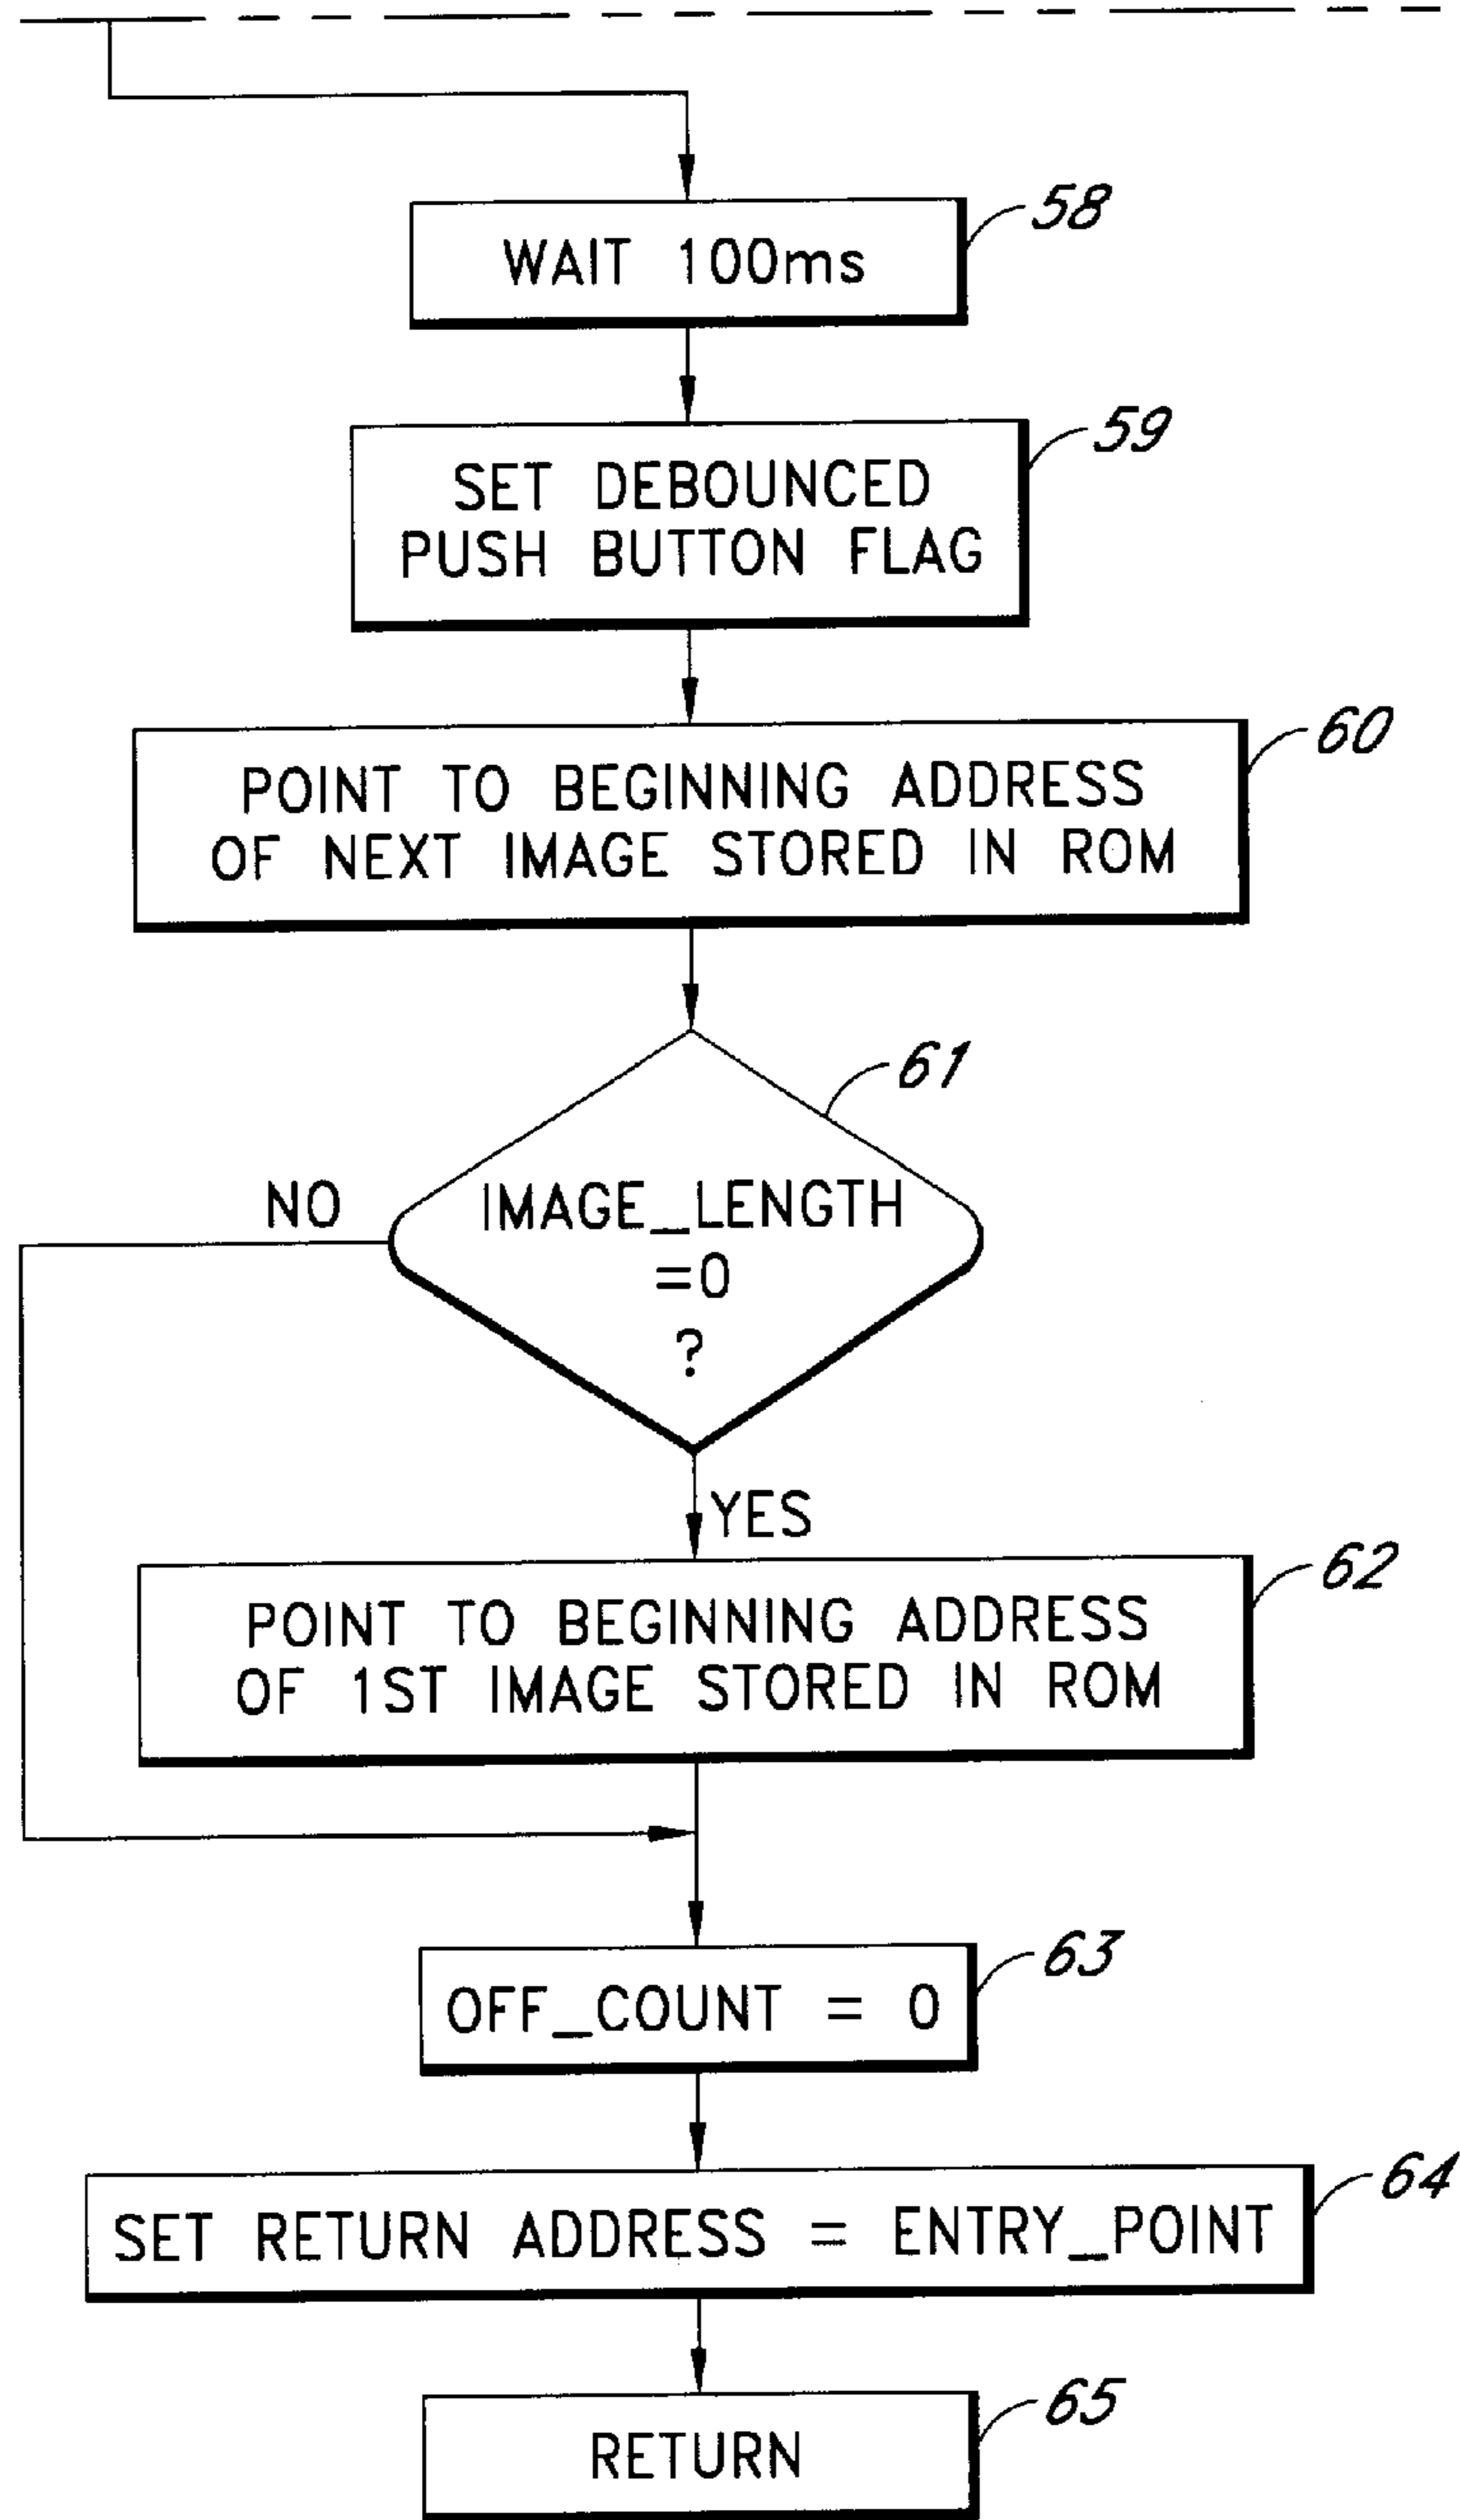 58
WAIT 100ms
59
SET DEBOUNCED
PUSH BUTTON FLAG
60
POINT TO BEGINNING ADDRESS
OF NEXT IMAGE STORED IN ROM
61
NO
IMAGE_LENGTH
=0
?
YES
62
POINT TO BEGINNING ADDRESS
OF 1ST IMAGE STORED IN ROM
63
OFF_COUNT = 0
64
SET RETURN ADDRESS = ENTRY_POINT
65
RETURN